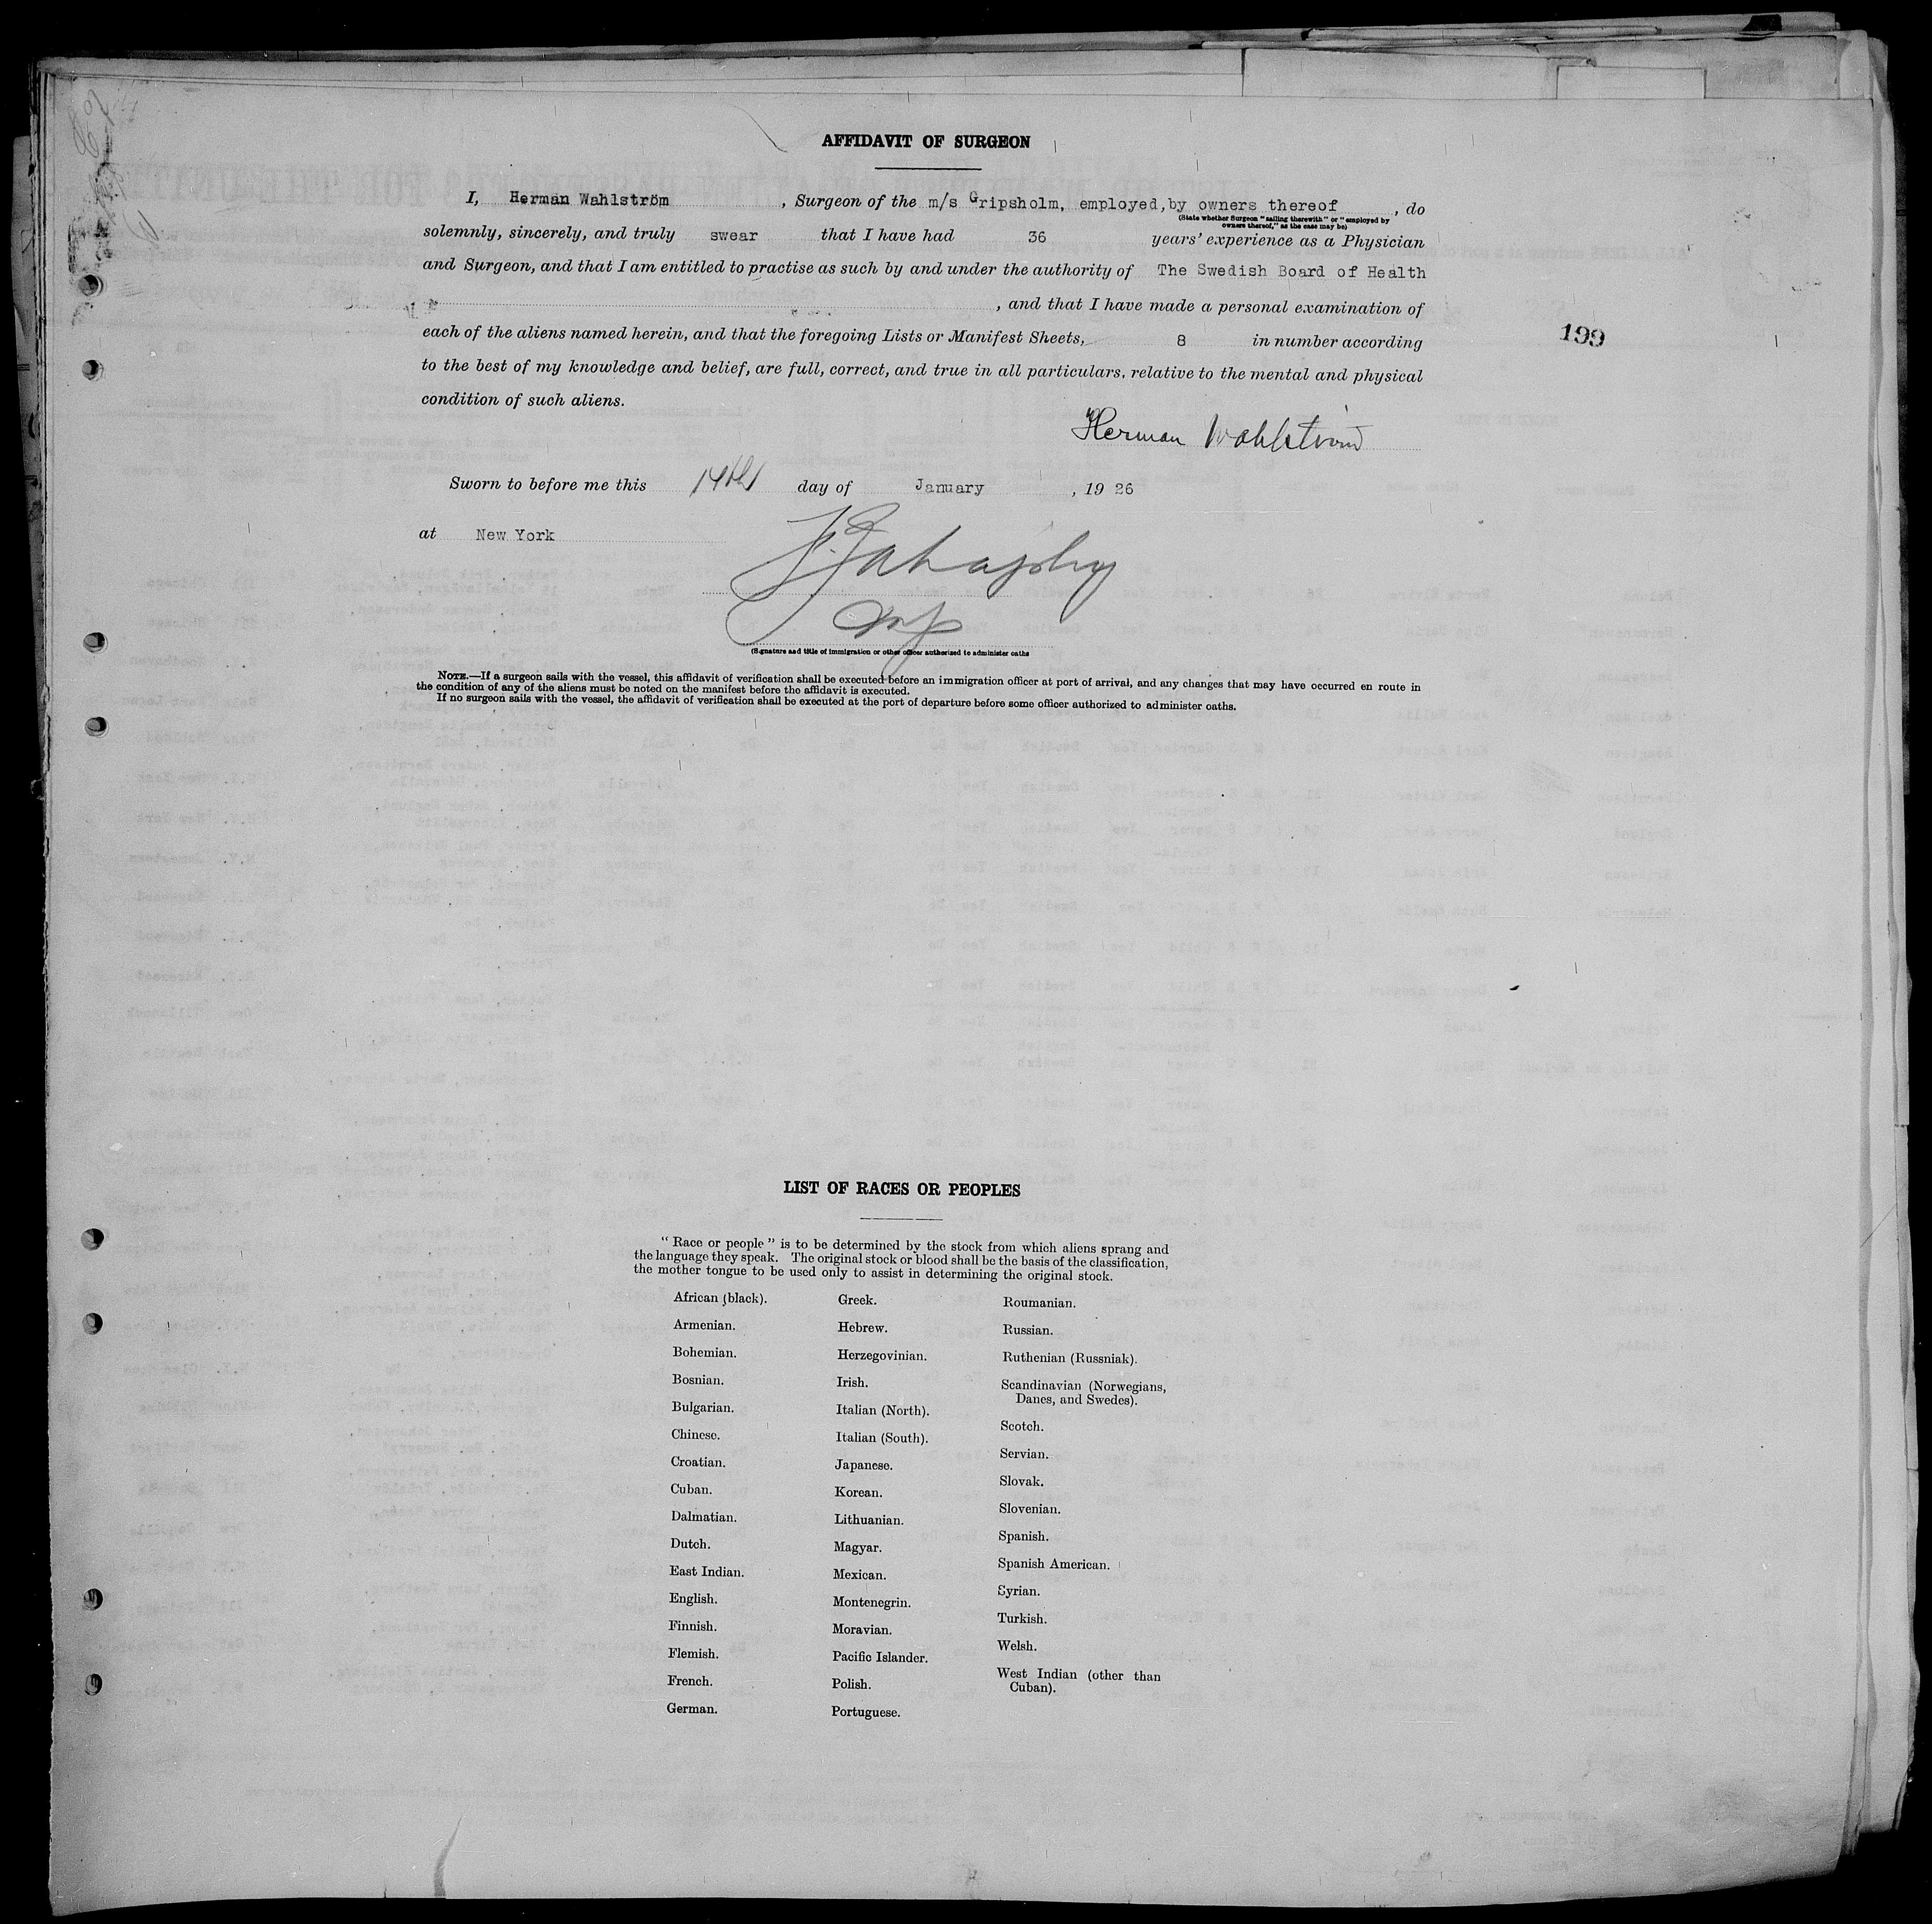 AFFIDAVIT OF SURGEON
I, Herman Wahlström , Surgeon of the m/s Gripsholm, employed,by owners thereof , do
(State whether Surgeon "sailing therewith" or "employed by
owners thereof," as the case may be)
solemnly, sincerely, and truly swear that I have had 36 years' experience as a Physician
and Surgeon, and that I am entitled to practise as such by and under the authority of The Swedish Board of Health
, and that I have made a personal examination of
each of the aliens named herein, and that the foregoing Lists or Manifest Sheets, 8 in number according
199
to the best of my knowledge and belief, are full, correct, and true in all particulars, relative to the mental and physical
condition of such aliens.
Herman Wahlström
Sworn to before me this 14th day of January , 19 26
at New York
(Signature and title of immigration or other officer authorized to administer oaths
NOTE.—If a surgeon sails with the vessel, this affidavit of verification shall be executed before an immigration officer at port of arrival, and any changes that may have occurred en route in
the condition of any of the aliens must be noted on the manifest before the affidavit is executed.
If no surgeon sails with the vessel, the affidavit of verification shall be executed at the port of departure before some officer authorized to administer oaths.
LIST OF RACES OR PEOPLES
"Race or people" is to be determined by the stock from which aliens sprang and
the language they speak. The original stock or blood shall be the basis of the classification,
the mother tongue to be used only to assist in determining the original stock.
African (black).
Armenian.
Bohemian.
Bosnian.
Bulgarian.
Chinese.
Croatian.
Cuban.
Dalmatian.
Dutch.
East Indian.
English.
Finnish.
Flemish.
French.
German.
Greek.
Hebrew.
Herzegovinian.
Irish.
Italian (North).
Italian (South).
Japanese.
Korean.
Lithuanian.
Magyar.
Mexican.
Montenegrin.
Moravian.
Pacific Islander.
Polish.
Portuguese.
Roumanian.
Russian.
Ruthenian (Russniak).
Scandinavian (Norwegians,
Danes, and Swedes).
Scotch.
Servian.
Slovak.
Slovenian.
Spanish.
Spanish American.
Syrian.
Turkish.
Welsh.
West Indian (other than
Cuban).